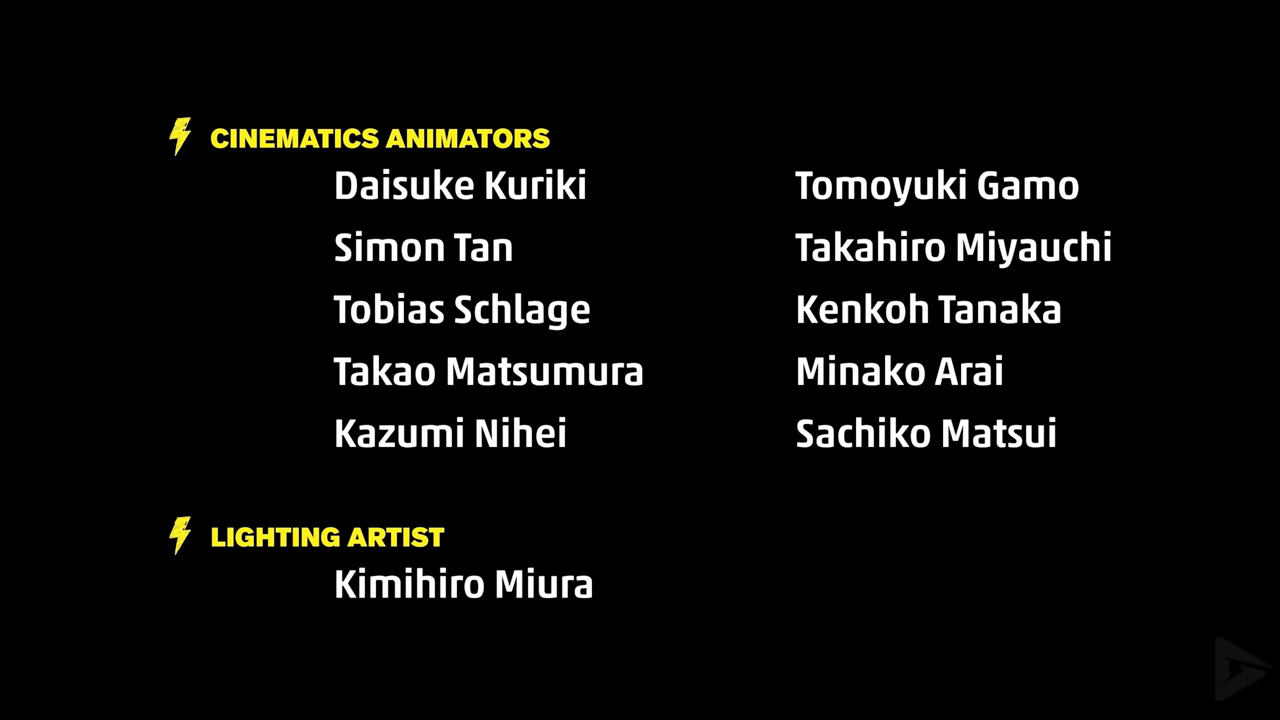 CINEMATICS ANIMATORS
Daisuke Kuriki
Tomoyuki Gamo
Simon Tan
Takahiro Miyauchi
Tobias Schlage
Kenkoh Tanaka
Takao Matsumura
Minako Arai
Kazumi Nihei
Sachiko Matsui
LIGHTING ARTIST
Kimihiro Miura